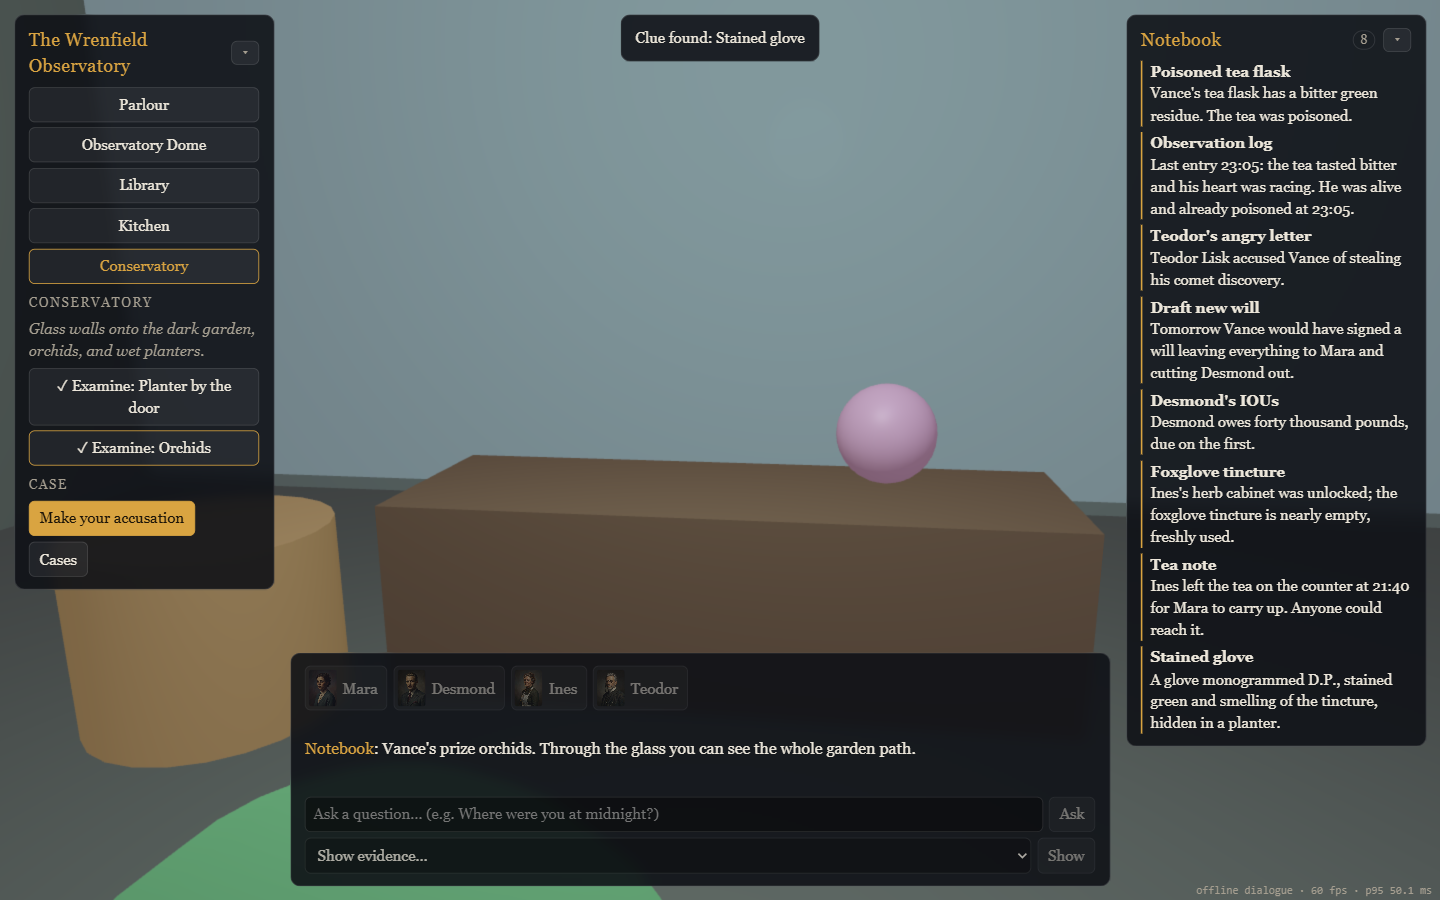 The Wrenfield
Observatory
Parlour
Observatory Dome
Library
Kitchen
Conservatory
CONSERVATORY
Glass walls onto the dark garden,
orchids, and wet planters.
✓ Examine: Planter by the
door
✓ Examine: Orchids
CASE
Make your accusation
Cases
Clue found: Stained glove
Notebook 8
Poisoned tea flask
Vance's tea flask has a bitter green
residue. The tea was poisoned.
Observation log
Last entry 23:05: the tea tasted bitter
and his heart was racing. He was alive
and already poisoned at 23:05.
Teodor's angry letter
Teodor Lisk accused Vance of stealing
his comet discovery.
Draft new will
Tomorrow Vance would have signed a
will leaving everything to Mara and
cutting Desmond out.
Desmond's IOUs
Desmond owes forty thousand pounds,
due on the first.
Foxglove tincture
Ines's herb cabinet was unlocked; the
foxglove tincture is nearly empty,
freshly used.
Tea note
Ines left the tea on the counter at 21:40
for Mara to carry up. Anyone could
reach it.
Stained glove
A glove monogrammed D.P., stained
green and smelling of the tincture,
hidden in a planter.
Mara Desmond Ines Teodor
Notebook: Vance's prize orchids. Through the glass you can see the whole garden path.
Ask a question... (e.g. Where were you at midnight?) Ask
Show evidence... Show
offline dialogue · 60 fps · p95 50.1 ms